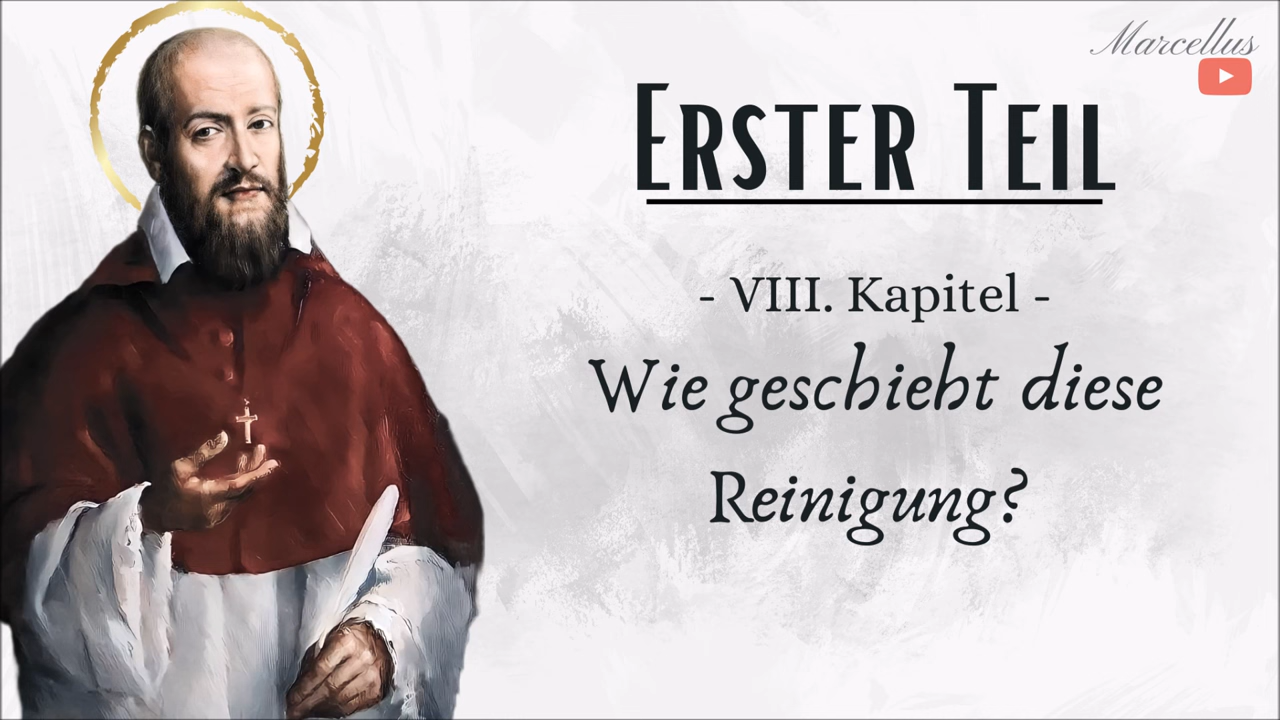 Marcellus
ERSTER TEIL
- VIII. Kapitel -
Wie geschieht diese
Reinigung?